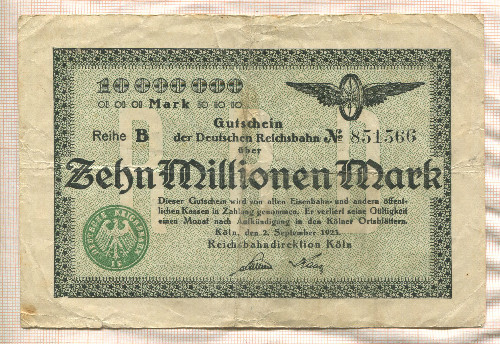 10 000 000
Mark
Gutschein
Reihe B der Deutschen Reichsbahn № 851566
über
Zehn Millionen Mark
Dieser Gutschein wird von allen Eisenbahn- und andern öffent-
lichen Kassen in Zahlung genommen. Er verliert seine Gültigkeit
einen Monat nach Aufkündigung in den Kölner Ortsblättern.
Köln, den 2. September 1923.
Reichsbahndirektion Köln